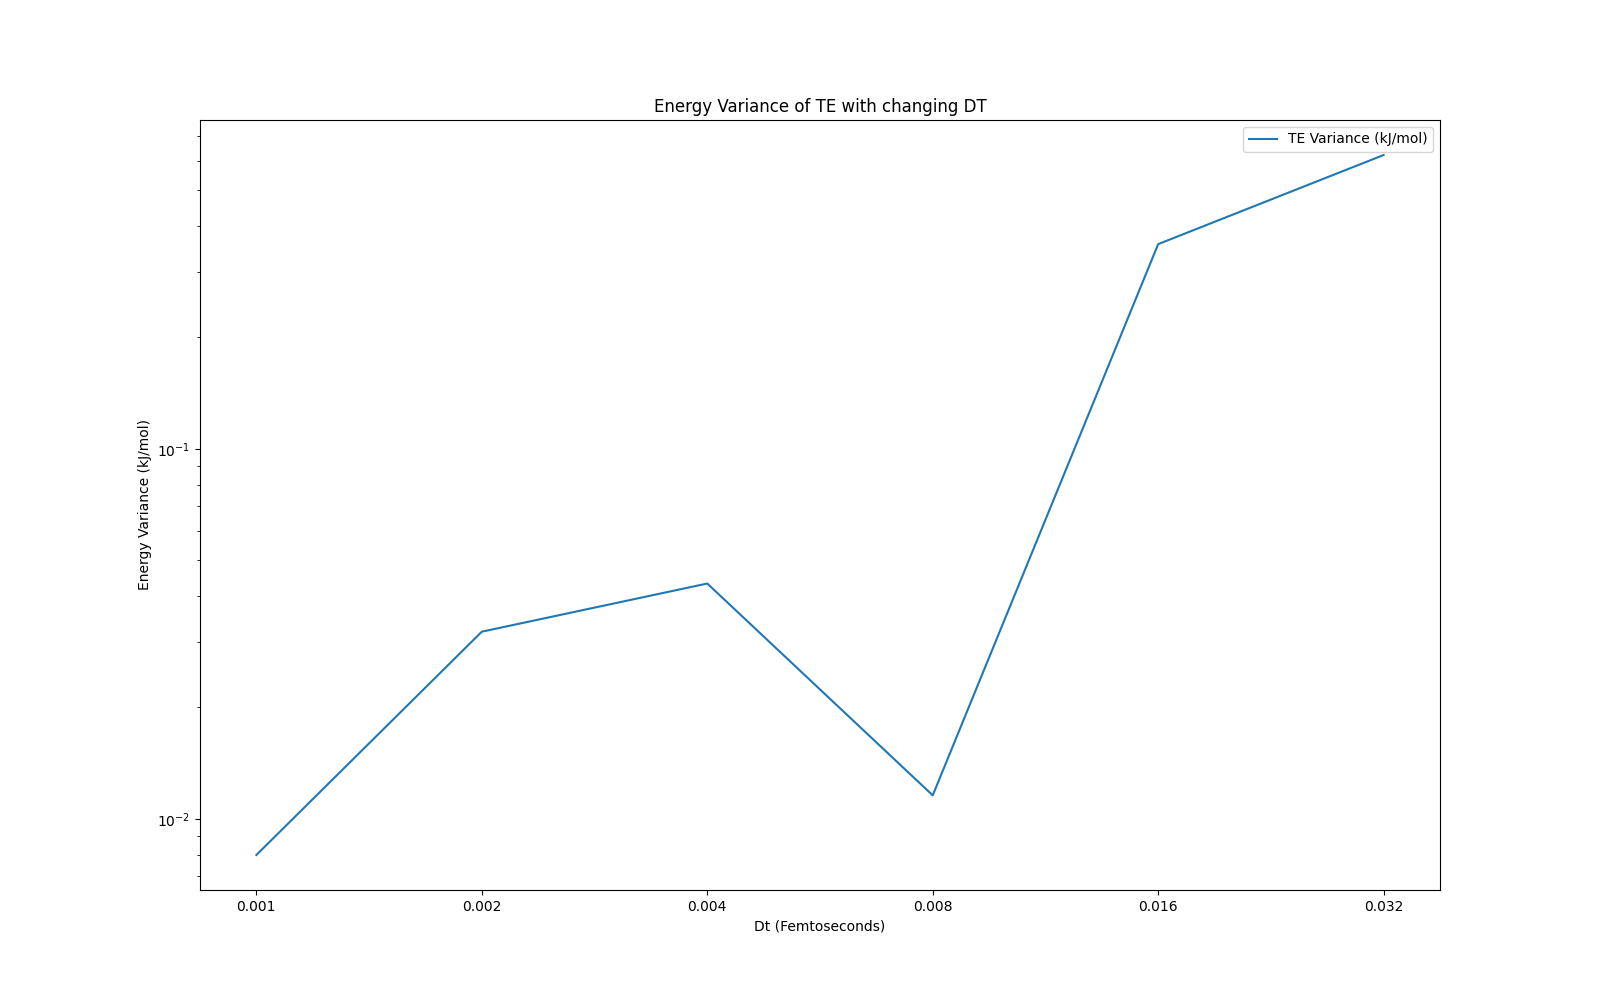 Energy Variance of TE with changing DT
TE Variance (kJ/mol)
Energy Variance (kJ/mol)
10⁻¹
10⁻²
0.001 0.002 0.004 0.008 0.016 0.032
Dt (Femtoseconds)